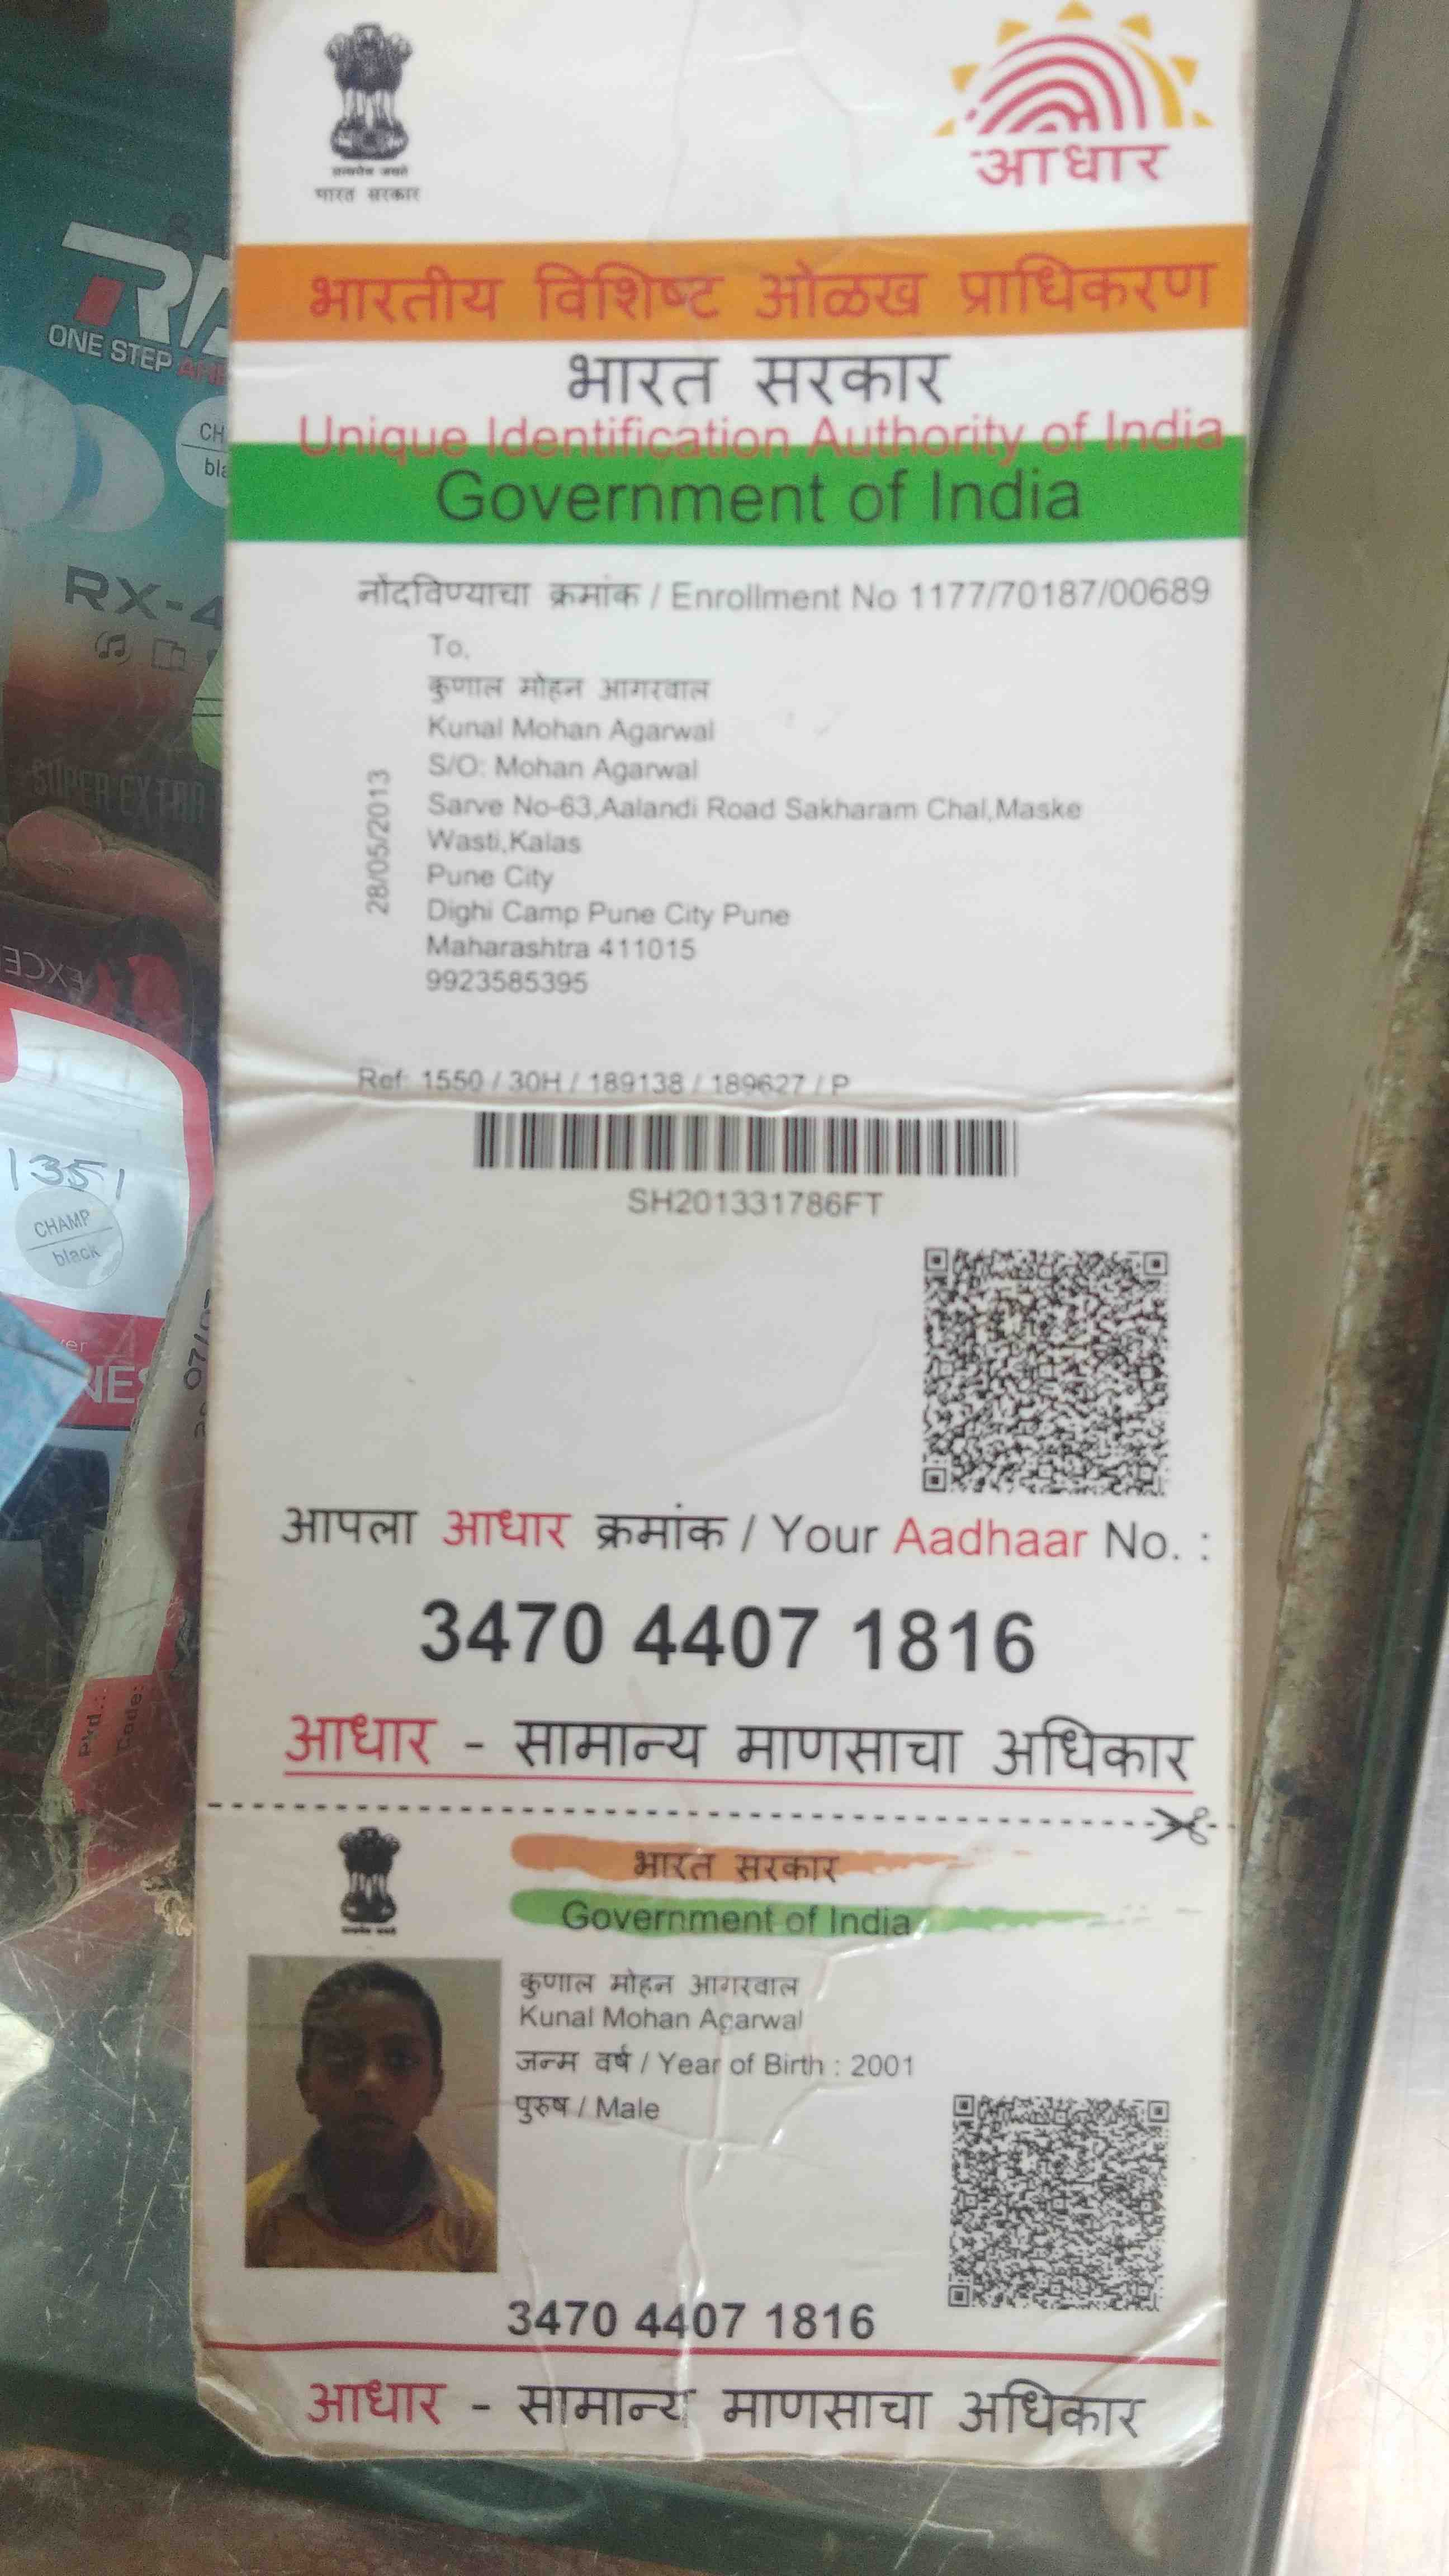 सत्यमेव जयते
भारत सरकार
आधार
भारतीय विशिष्ट ओळख प्राधिकरण
भारत सरकार
Unique Identification Authority of India
Government of India
नोंदविण्याचा क्रमांक / Enrollment No 1177/70187/00689
To,
कुणाल मोहन आगरवाल
Kunal Mohan Agarwal
S/O: Mohan Agarwal
Sarve No-63,Aalandi Road Sakharam Chal,Maske
Wasti,Kalas
Pune City
Dighi Camp Pune City Pune
Maharashtra 411015
9923585395
28/05/2013
Ref: 1550 / 30H / 189138 / 189627 / P
SH201331786FT
आपला आधार क्रमांक / Your Aadhaar No. :
3470 4407 1816
आधार - सामान्य माणसाचा अधिकार
भारत सरकार
Government of India
कुणाल मोहन आगरवाल
Kunal Mohan Agarwal
जन्म वर्ष / Year of Birth : 2001
पुरुष / Male
3470 4407 1816
आधार - सामान्य माणसाचा अधिकार
ONE STEP
RX-4
SUPER EXTRA
1351
CHAMP
black
Pkd.:
Code: